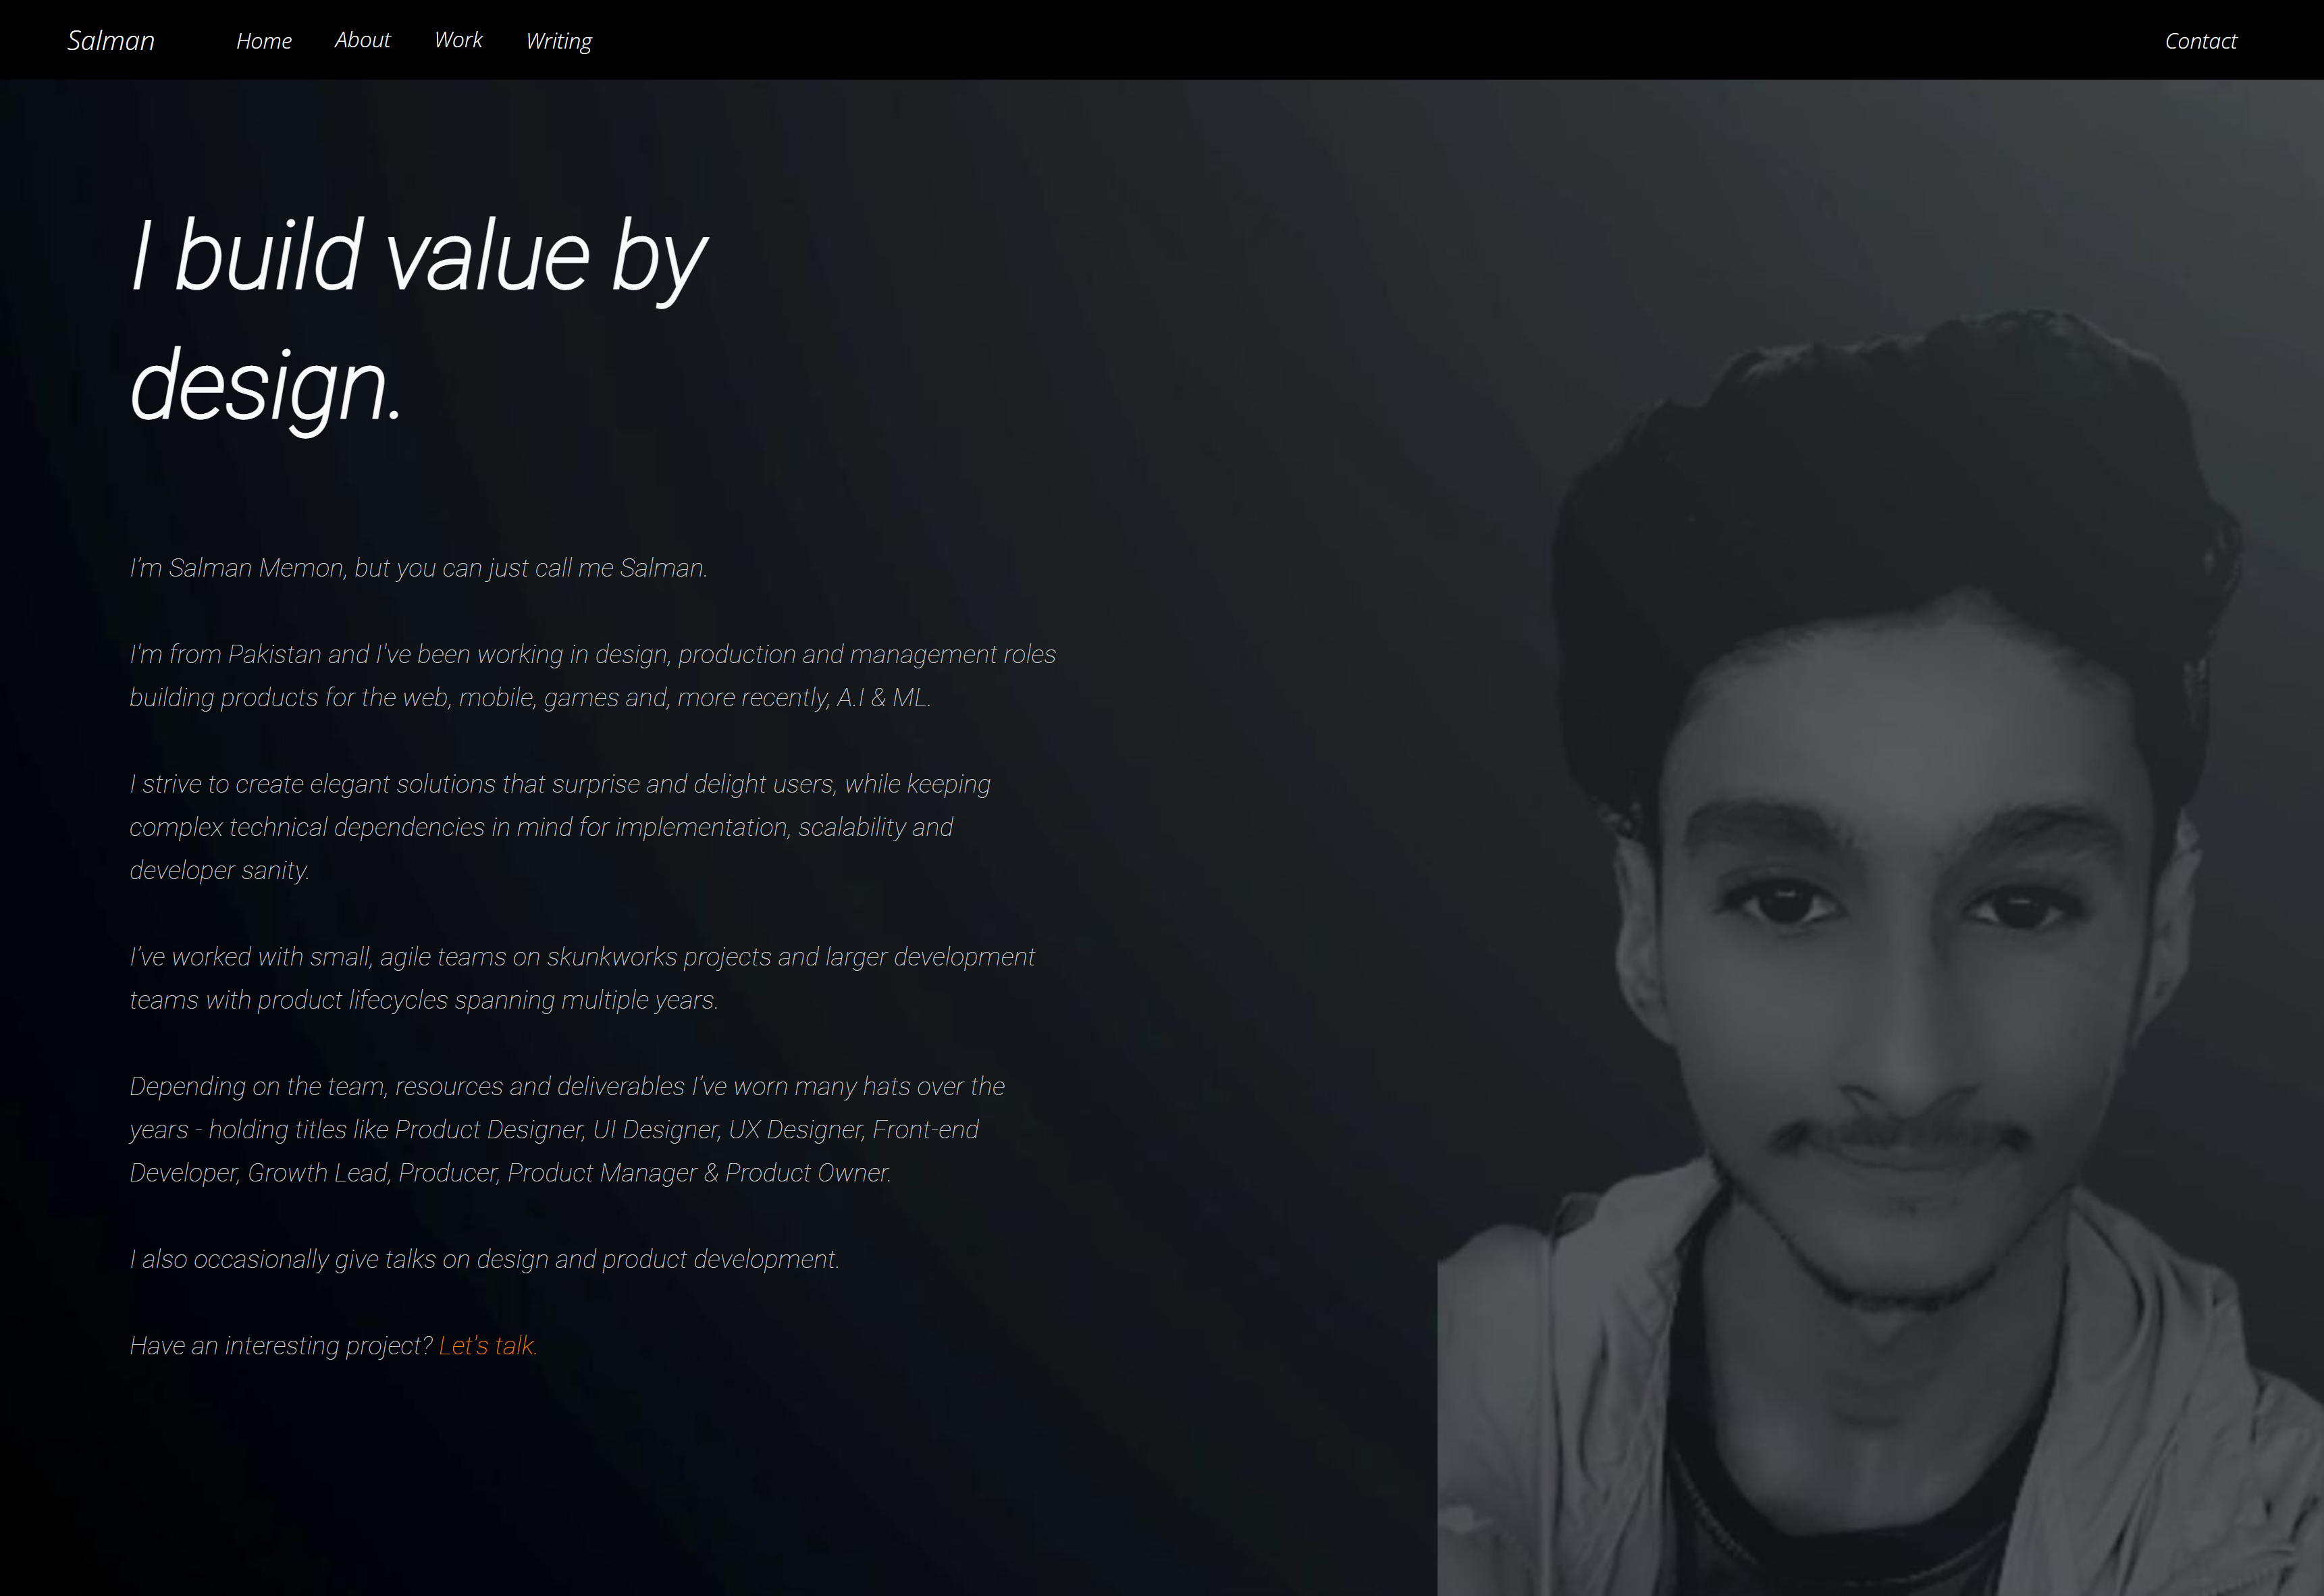 Salman Home About Work Writing Contact
I build value by
design.
I'm Salman Memon, but you can just call me Salman.
I'm from Pakistan and I've been working in design, production and management roles
building products for the web, mobile, games and, more recently, A.I & ML.
I strive to create elegant solutions that surprise and delight users, while keeping
complex technical dependencies in mind for implementation, scalability and
developer sanity.
I've worked with small, agile teams on skunkworks projects and larger development
teams with product lifecycles spanning multiple years.
Depending on the team, resources and deliverables I've worn many hats over the
years - holding titles like Product Designer, UI Designer, UX Designer, Front-end
Developer, Growth Lead, Producer, Product Manager & Product Owner.
I also occasionally give talks on design and product development.
Have an interesting project? Let's talk.